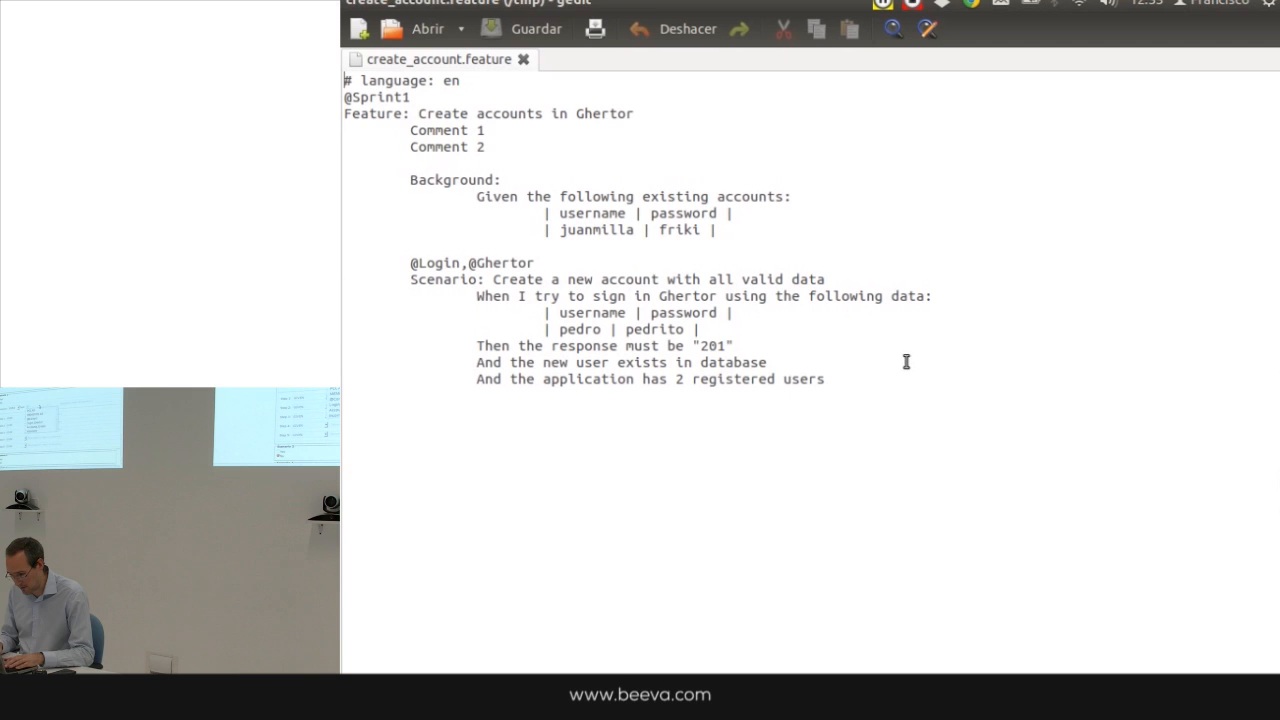 create_account.feature (/tmp) - gedit
12:55 Francisco
Abrir Guardar Deshacer
create_account.feature
# language: en
@Sprint1
Feature: Create accounts in Ghertor
Comment 1
Comment 2
Background:
Given the following existing accounts:
| username | password |
| juanmilla | friki |
@Login,@Ghertor
Scenario: Create a new account with all valid data
When I try to sign in Ghertor using the following data:
| username | password |
| pedro | pedrito |
Then the response must be "201"
And the new user exists in database
And the application has 2 registered users
www.beeva.com